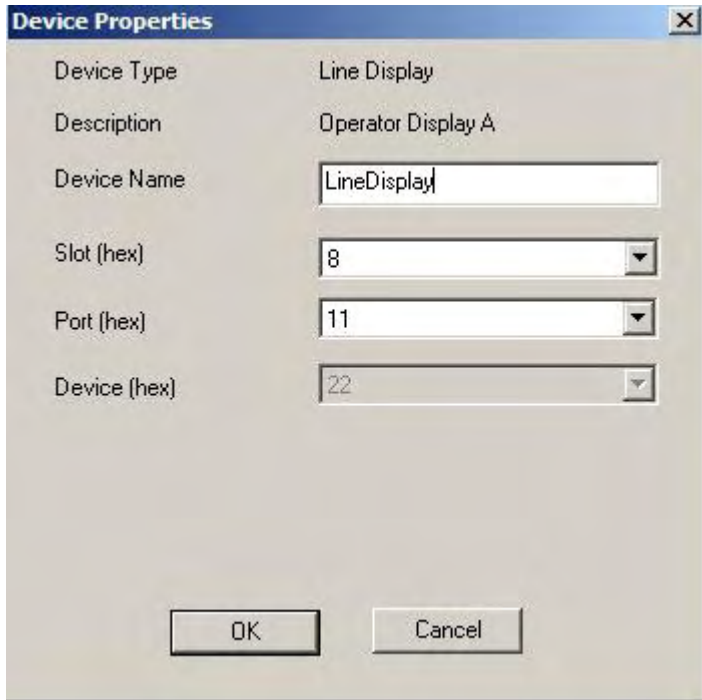 Device Properties
Device Type Line Display
Description Operator Display A
Device Name LineDisplay
Slot (hex) 8
Port (hex) 11
Device (hex) 22
OK Cancel